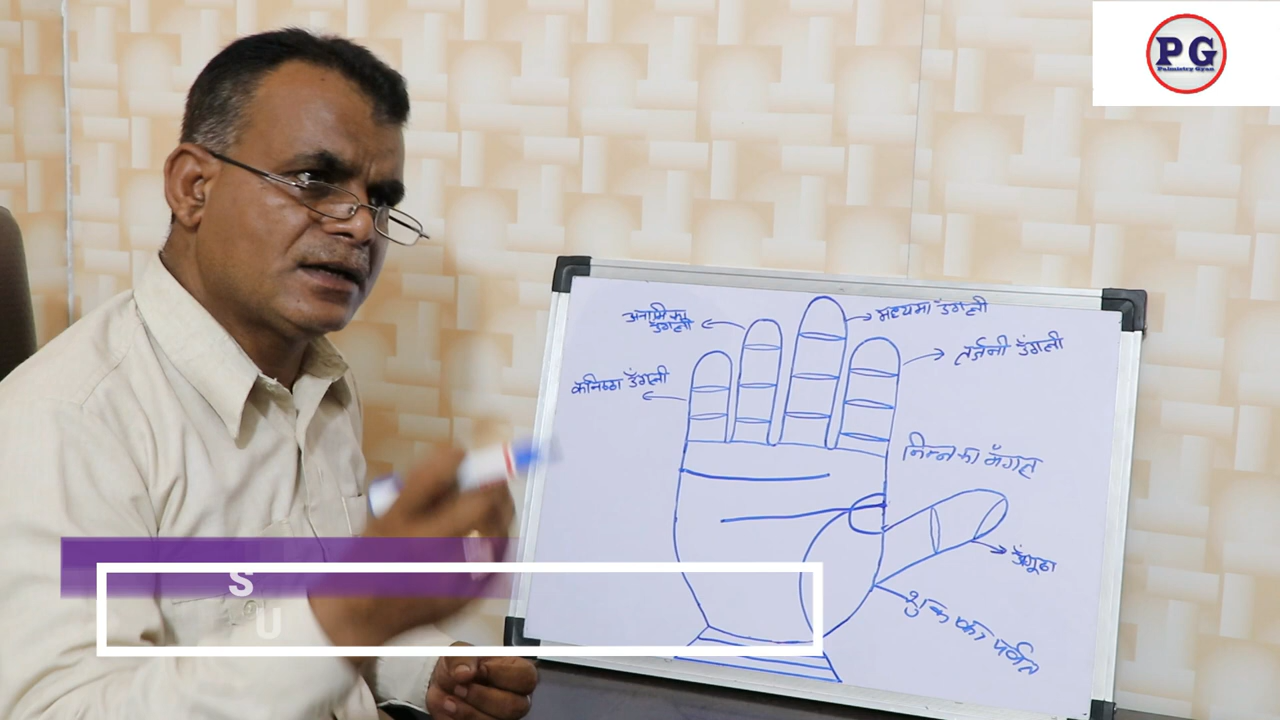 PG
Palmistry Gyan
अनामिका
उंगली
मध्यमा उंगली
तर्जनी उंगली
कनिष्ठा उँगली
निम्न का मँगल
अँगूठा
शुक्र का पर्वत
S
U